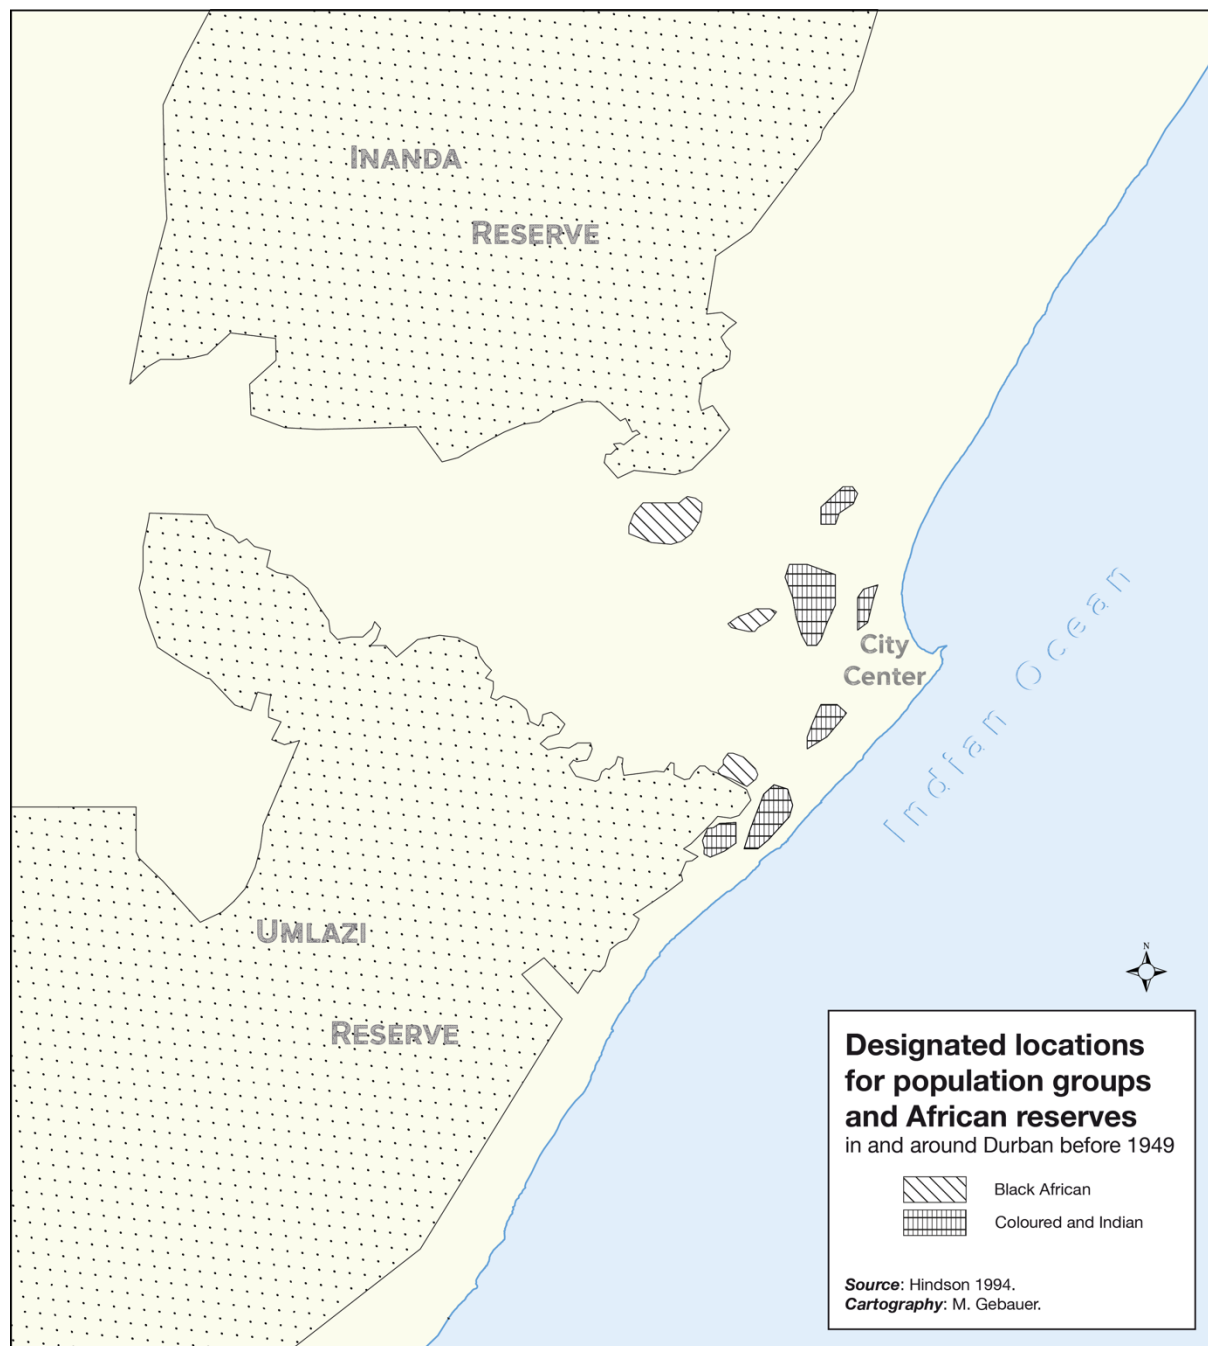 INANDA
RESERVE
City
Center
Indian Ocean
UMLAZI
RESERVE
N
Designated locations
for population groups
and African reserves
in and around Durban before 1949
Black African
Coloured and Indian
Source: Hindson 1994.
Cartography: M. Gebauer.